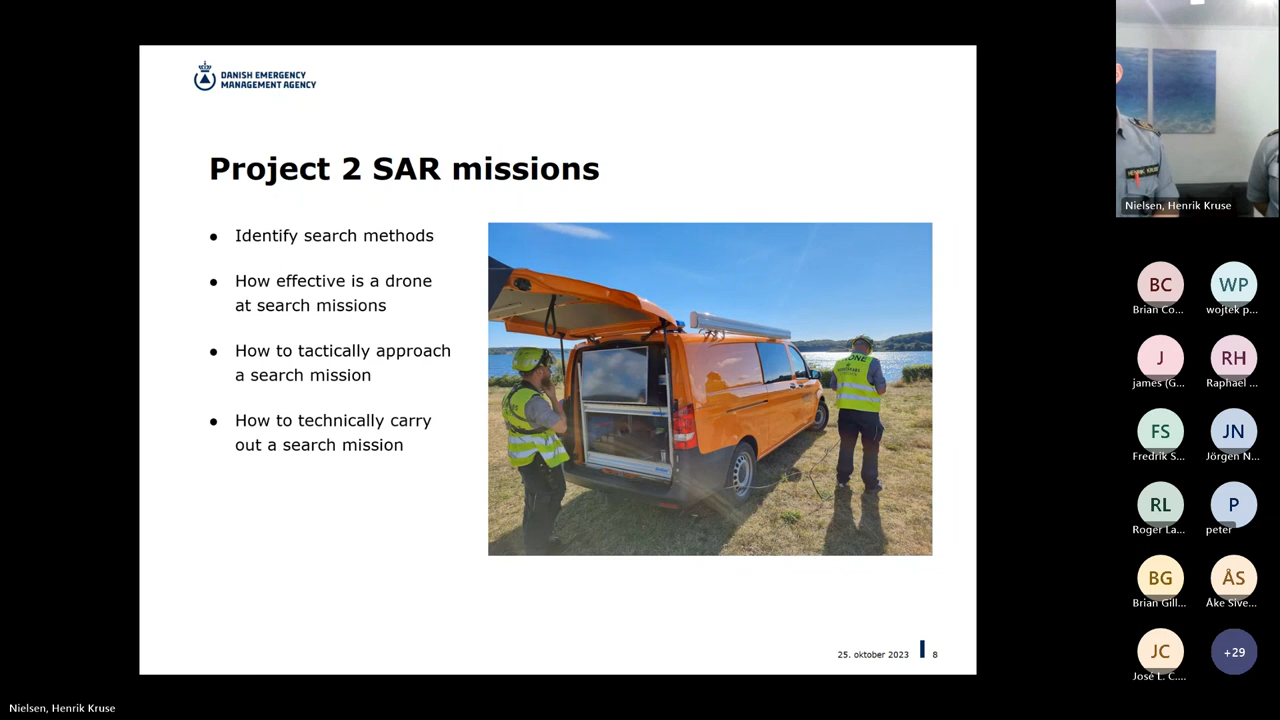 DANISH EMERGENCY
MANAGEMENT AGENCY
Project 2 SAR missions
● Identify search methods
● How effective is a drone
at search missions
● How to tactically approach
a search mission
● How to technically carry
out a search mission
DRONE
25. oktober 2023 8
HENRIK KRUSE
Nielsen, Henrik Kruse
BC WP
Brian Co... wojtek p...
J RH
james (G... Raphael ...
FS JN
Fredrik S... Jörgen N...
RL P
Roger La... peter
BG ÅS
Brian Gill... Åke Sive...
JC +29
José L. C....
Nielsen, Henrik Kruse